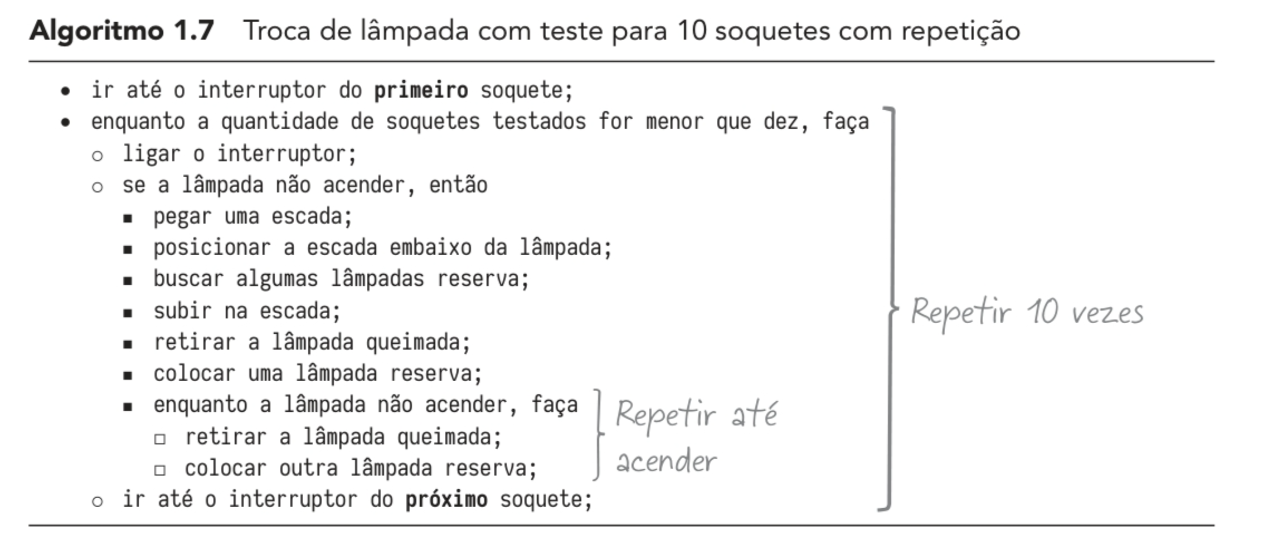 Algoritmo 1.7 Troca de lâmpada com teste para 10 soquetes com repetição
• ir até o interruptor do primeiro soquete;
• enquanto a quantidade de soquetes testados for menor que dez, faça
○ ligar o interruptor;
○ se a lâmpada não acender, então
▪ pegar uma escada;
▪ posicionar a escada embaixo da lâmpada;
▪ buscar algumas lâmpadas reserva;
▪ subir na escada;
▪ retirar a lâmpada queimada;
▪ colocar uma lâmpada reserva;
▪ enquanto a lâmpada não acender, faça
□ retirar a lâmpada queimada;
□ colocar outra lâmpada reserva;
○ ir até o interruptor do próximo soquete;
Repetir até
acender
Repetir 10 vezes